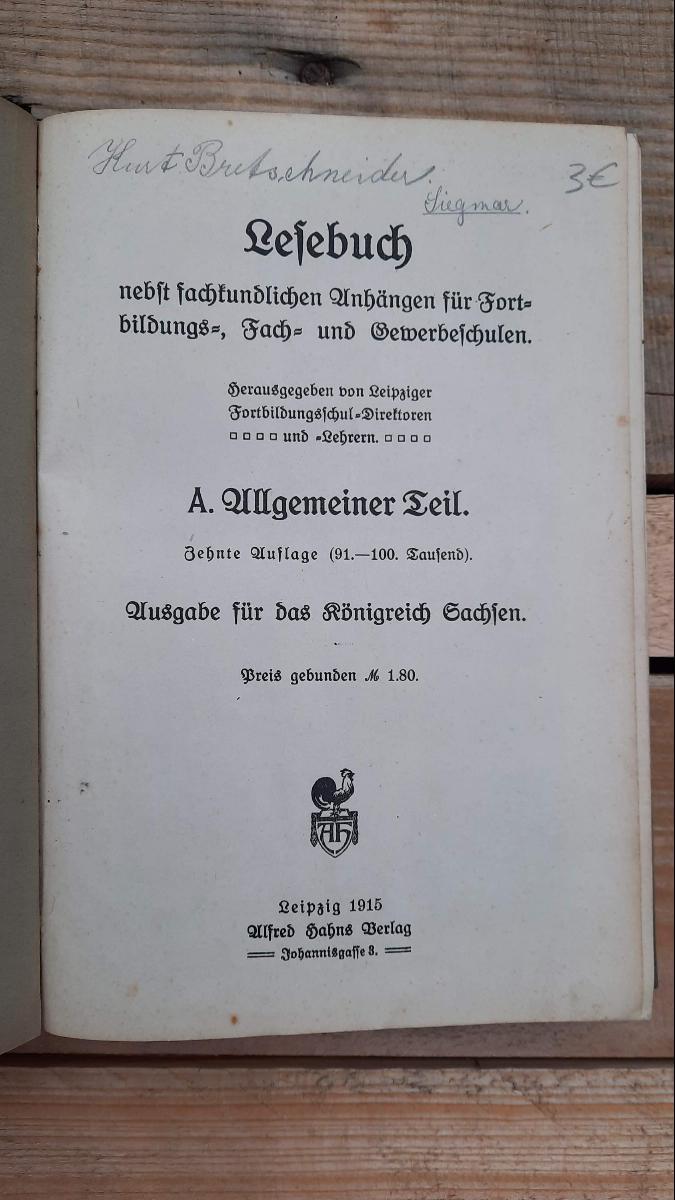 Kurt Bretschneider.
3€
Siegmar.
Leſebuch
nebſt fachkundlichen Anhängen für Fort⸗
bildungs⸗, Fach⸗ und Gewerbeſchulen.
Herausgegeben von Leipziger
Fortbildungsſchul⸗Direktoren
□ □ □ □ und ⸗Lehrern. □ □ □ □
A. Allgemeiner Teil.
Zehnte Auflage (91.—100. Tauſend).
Ausgabe für das Königreich Sachſen.
Preis gebunden ℳ 1.80.
AH
Leipzig 1915
Alfred Hahns Verlag
Johannisgaſſe 8.